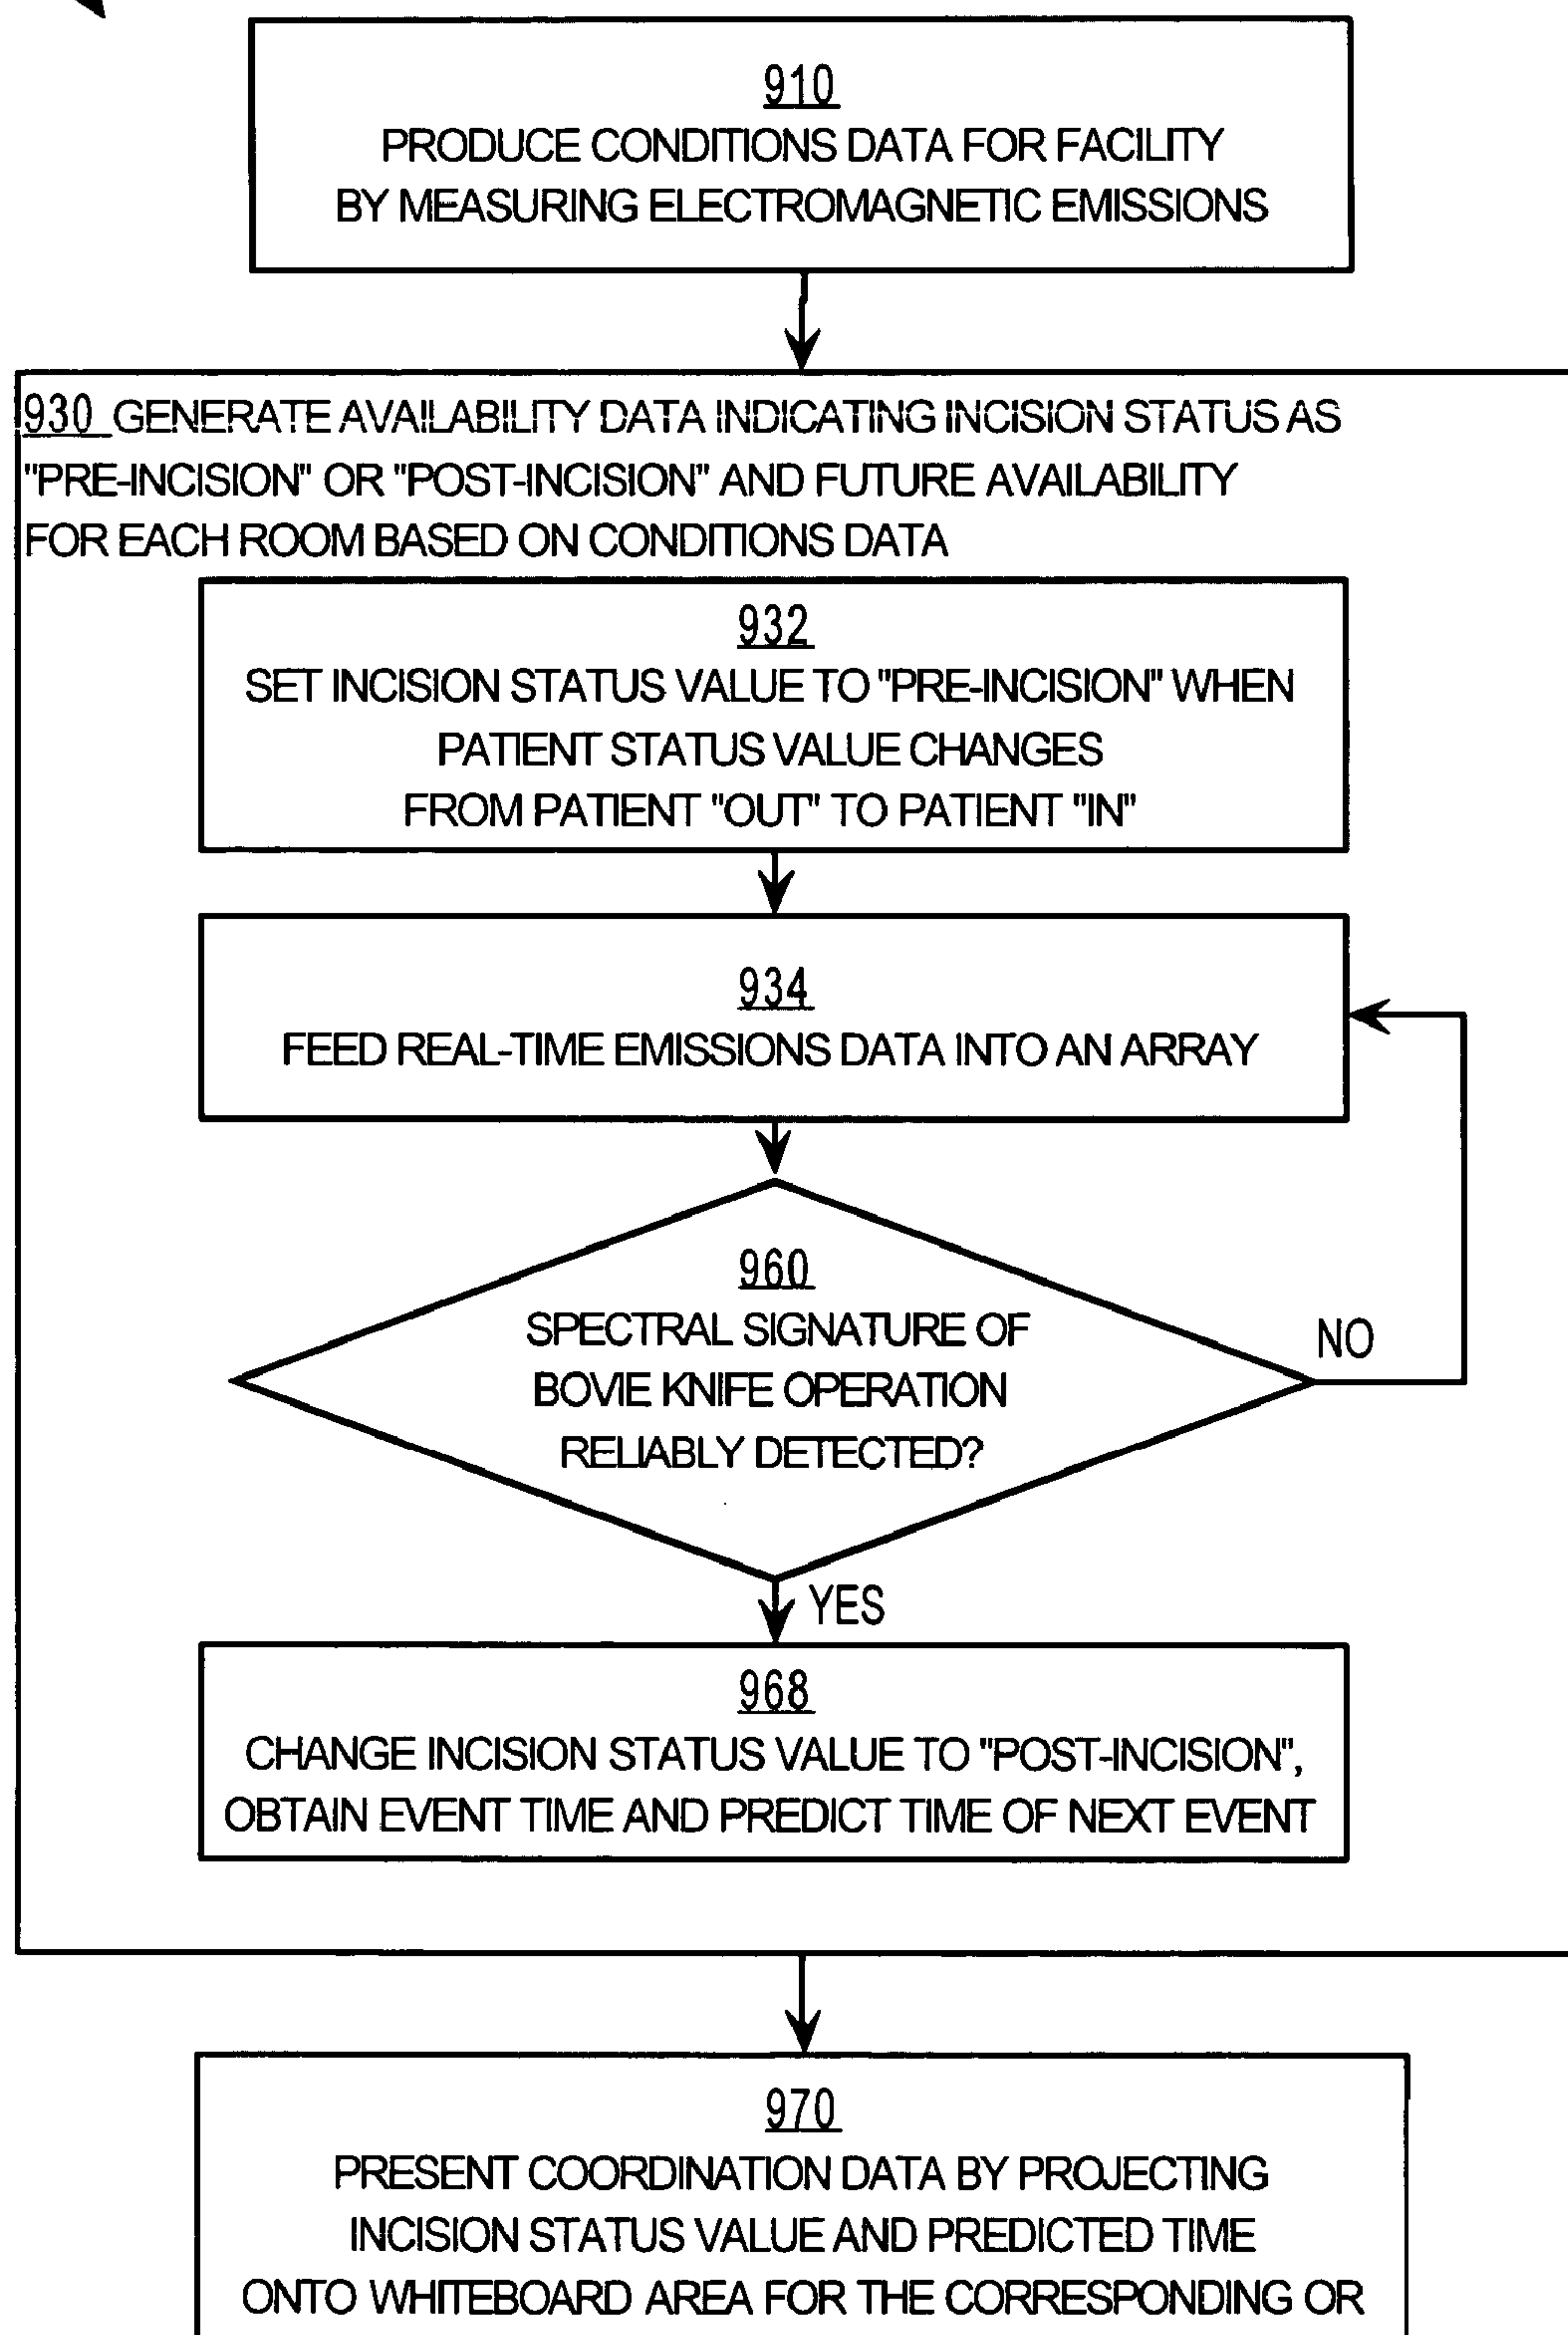 910
PRODUCE CONDITIONS DATA FOR FACILITY
BY MEASURING ELECTROMAGNETIC EMISSIONS
930 GENERATE AVAILABILITY DATA INDICATING INCISION STATUS AS
"PRE-INCISION" OR "POST-INCISION" AND FUTURE AVAILABILITY
FOR EACH ROOM BASED ON CONDITIONS DATA
932
SET INCISION STATUS VALUE TO "PRE-INCISION" WHEN
PATIENT STATUS VALUE CHANGES
FROM PATIENT "OUT" TO PATIENT "IN"
934
FEED REAL-TIME EMISSIONS DATA INTO AN ARRAY
960
SPECTRAL SIGNATURE OF
BOVIE KNIFE OPERATION
RELIABLY DETECTED?
NO
YES
968
CHANGE INCISION STATUS VALUE TO "POST-INCISION",
OBTAIN EVENT TIME AND PREDICT TIME OF NEXT EVENT
970
PRESENT COORDINATION DATA BY PROJECTING
INCISION STATUS VALUE AND PREDICTED TIME
ONTO WHITEBOARD AREA FOR THE CORRESPONDING OR